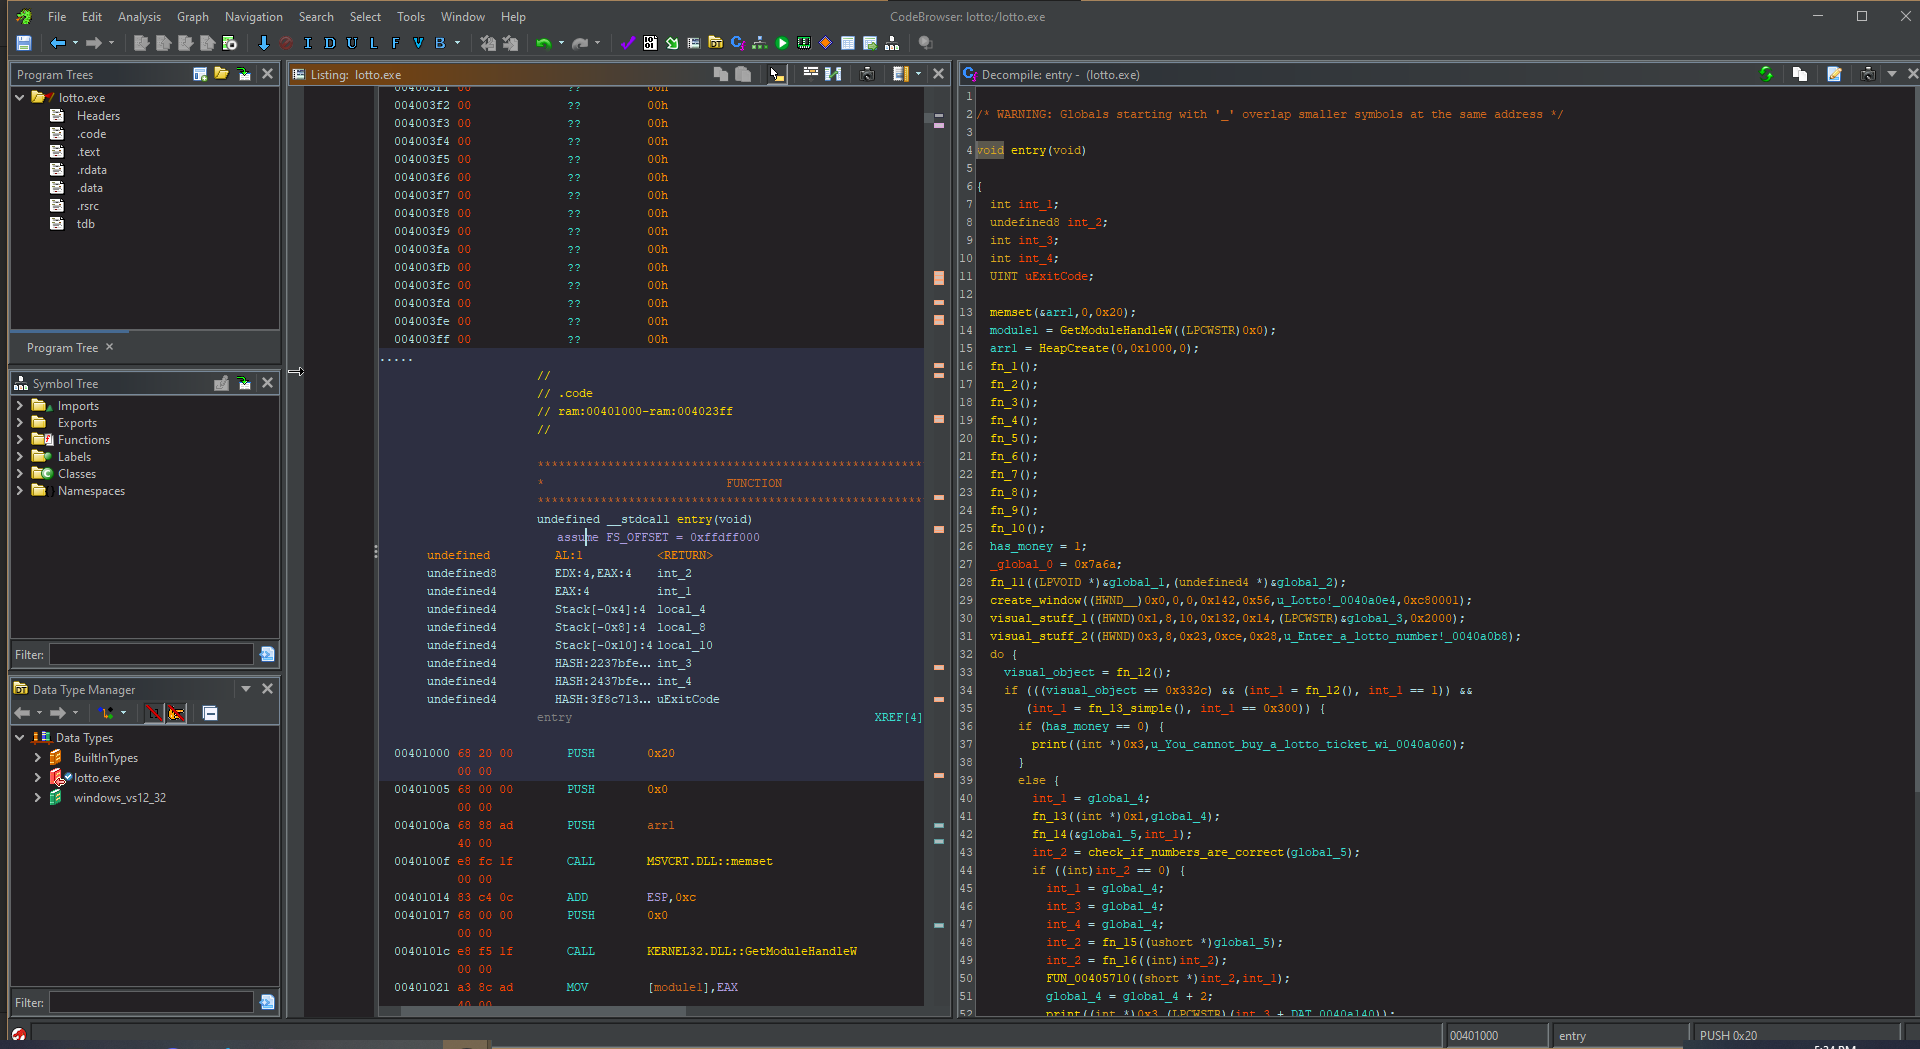 File Edit Analysis Graph Navigation Search Select Tools Window Help
CodeBrowser: lotto:/lotto.exe
I D U L F V B
Program Trees
lotto.exe
Headers
.code
.text
.rdata
.data
.rsrc
tdb
Program Tree ×
Symbol Tree
Imports
Exports
Functions
Labels
Classes
Namespaces
Filter:
Data Type Manager
Data Types
BuiltInTypes
lotto.exe
windows_vs12_32
Filter:
Listing: lotto.exe
004003f1 00 ?? 00h
004003f2 00 ?? 00h
004003f3 00 ?? 00h
004003f4 00 ?? 00h
004003f5 00 ?? 00h
004003f6 00 ?? 00h
004003f7 00 ?? 00h
004003f8 00 ?? 00h
004003f9 00 ?? 00h
004003fa 00 ?? 00h
004003fb 00 ?? 00h
004003fc 00 ?? 00h
004003fd 00 ?? 00h
004003fe 00 ?? 00h
004003ff 00 ?? 00h
.....
//
// .code
// ram:00401000-ram:004023ff
//
*******************************************************
* FUNCTION
*******************************************************
undefined __stdcall entry(void)
assume FS_OFFSET = 0xffdff000
undefined AL:1 <RETURN>
undefined8 EDX:4,EAX:4 int_2
undefined4 EAX:4 int_1
undefined4 Stack[-0x4]:4 local_4
undefined4 Stack[-0x8]:4 local_8
undefined4 Stack[-0x10]:4 local_10
undefined4 HASH:2237bfe... int_3
undefined4 HASH:2437bfe... int_4
undefined4 HASH:3f8c713... uExitCode
entry XREF[4]
00401000 68 20 00 PUSH 0x20
00 00
00401005 68 00 00 PUSH 0x0
00 00
0040100a 68 88 ad PUSH arr1
40 00
0040100f e8 fc 1f CALL MSVCRT.DLL::memset
00 00
00401014 83 c4 0c ADD ESP,0xc
00401017 68 00 00 PUSH 0x0
00 00
0040101c e8 f5 1f CALL KERNEL32.DLL::GetModuleHandleW
00 00
00401021 a3 8c ad MOV [module1],EAX
40 00
Decompile: entry - (lotto.exe)
1
2 /* WARNING: Globals starting with '_' overlap smaller symbols at the same address */
3
4 void entry(void)
5
6 {
7 int int_1;
8 undefined8 int_2;
9 int int_3;
10 int int_4;
11 UINT uExitCode;
12
13 memset(&arr1,0,0x20);
14 module1 = GetModuleHandleW((LPCWSTR)0x0);
15 arr1 = HeapCreate(0,0x1000,0);
16 fn_1();
17 fn_2();
18 fn_3();
19 fn_4();
20 fn_5();
21 fn_6();
22 fn_7();
23 fn_8();
24 fn_9();
25 fn_10();
26 has_money = 1;
27 _global_0 = 0x7a6a;
28 fn_11((LPVOID *)&global_1,(undefined4 *)&global_2);
29 create_window((HWND__)0x0,0,0,0x142,0x56,u_Lotto!_0040a0e4,0xc80001);
30 visual_stuff_1((HWND)0x1,8,10,0x132,0x14,(LPCWSTR)&global_3,0x2000);
31 visual_stuff_2((HWND)0x3,8,0x23,0xce,0x28,u_Enter_a_lotto_number!_0040a0b8);
32 do {
33 visual_object = fn_12();
34 if (((visual_object == 0x332c) && (int_1 = fn_12(), int_1 == 1)) &&
35 (int_1 = fn_13_simple(), int_1 == 0x300)) {
36 if (has_money == 0) {
37 print((int *)0x3,u_You_cannot_buy_a_lotto_ticket_wi_0040a060);
38 }
39 else {
40 int_1 = global_4;
41 fn_13((int *)0x1,global_4);
42 fn_14(&global_5,int_1);
43 int_2 = check_if_numbers_are_correct(global_5);
44 if ((int)int_2 == 0) {
45 int_1 = global_4;
46 int_3 = global_4;
47 int_4 = global_4;
48 int_2 = fn_15((ushort *)global_5);
49 int_2 = fn_16((int)int_2);
50 FUN_00405710((short *)int_2,int_1);
51 global_4 = global_4 + 2;
52 print((int *)0x3,(LPCWSTR)(int_3 + DAT_0040a140));
00401000
entry
PUSH 0x20
5:24 PM